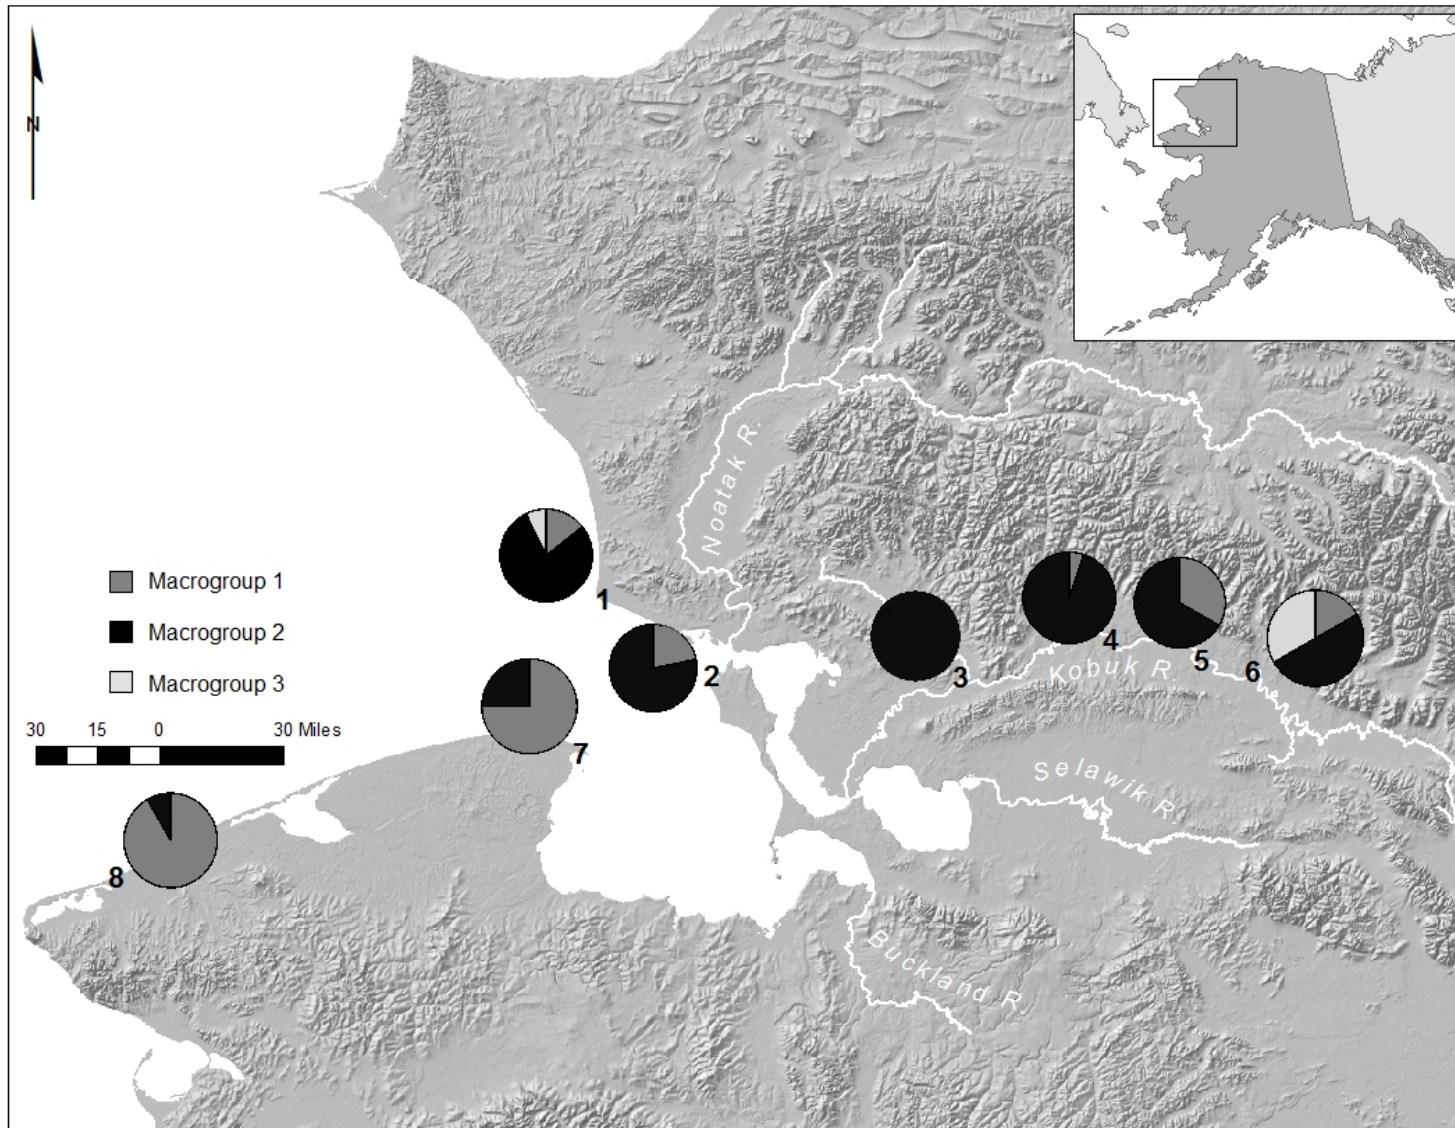 N
Noatak R.
Macrogroup 1
Macrogroup 2
Macrogroup 3
30 15 0 30 Miles
1
2
3
4
5
6
7
8
Kobuk R.
Selawik R.
Buckland R.